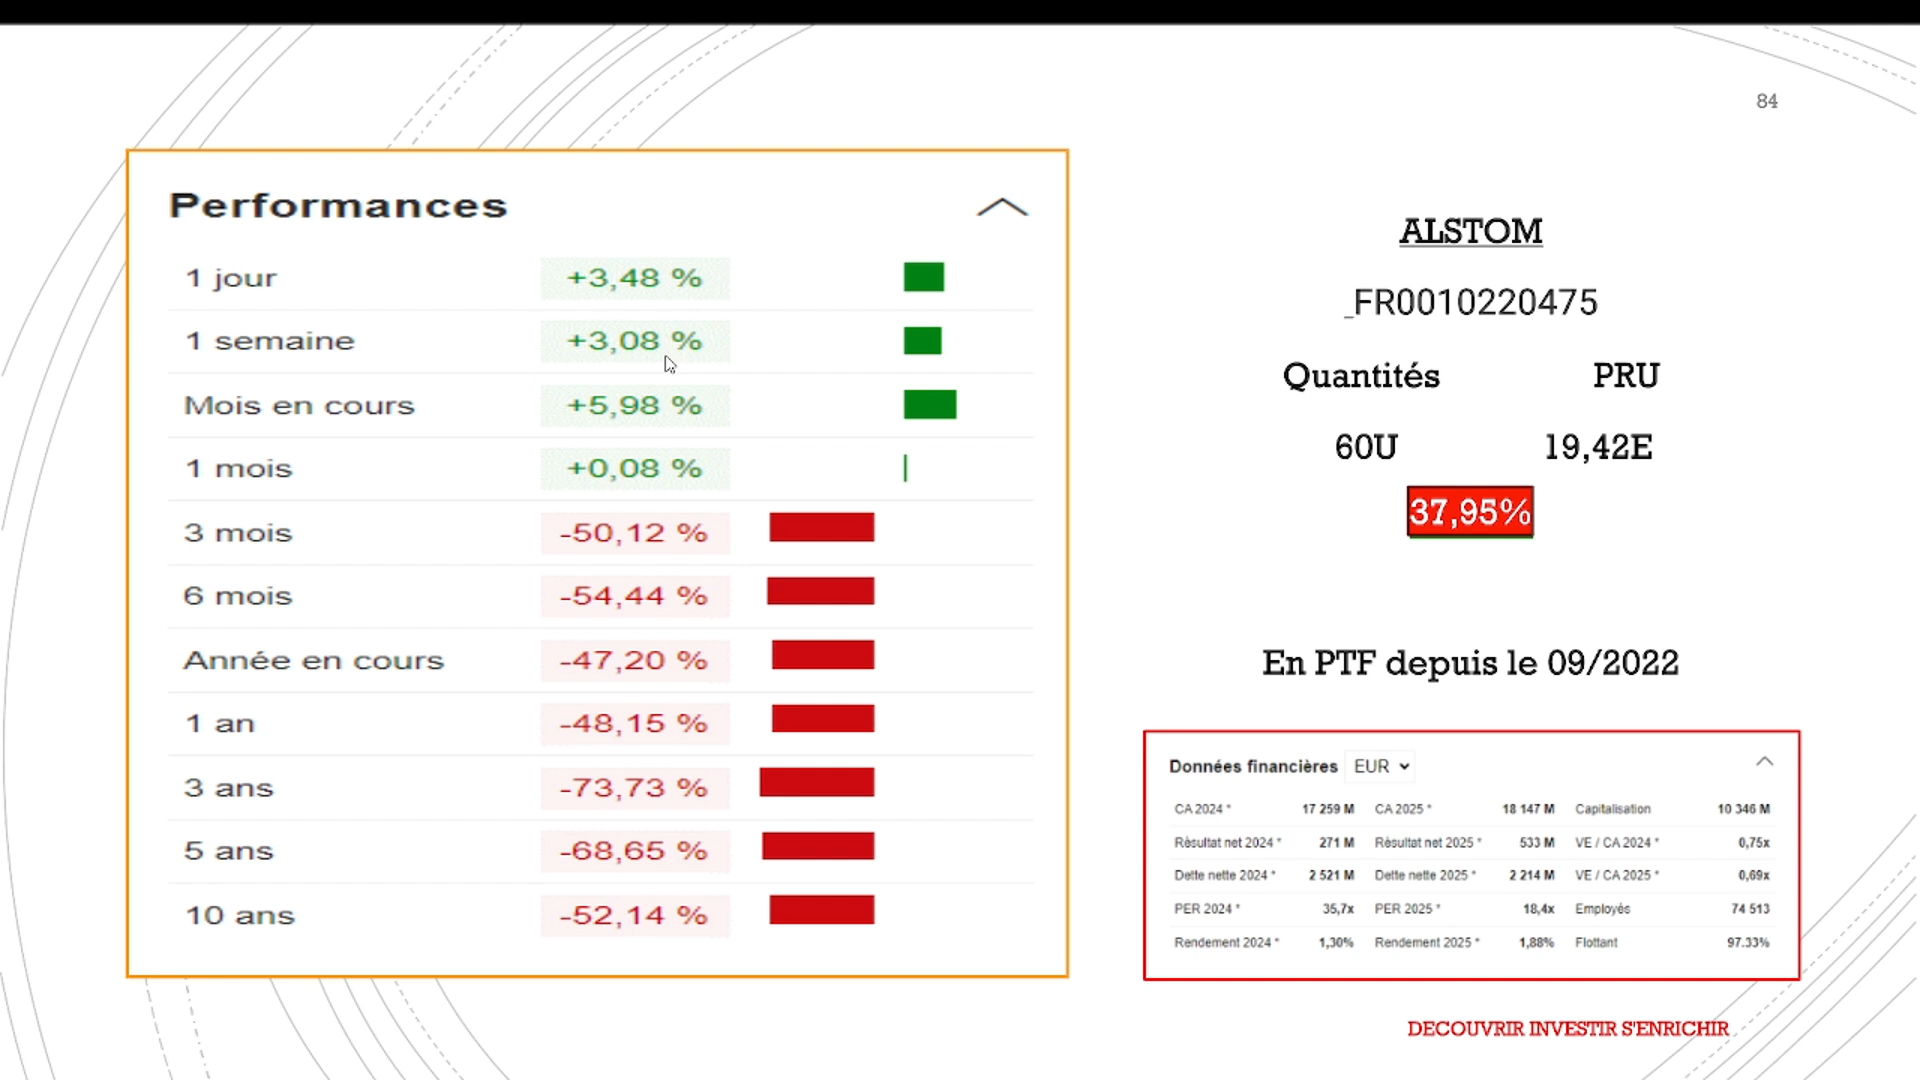 84
Performances
1 jour +3,48 %
1 semaine +3,08 %
Mois en cours +5,98 %
1 mois +0,08 %
3 mois -50,12 %
6 mois -54,44 %
Année en cours -47,20 %
1 an -48,15 %
3 ans -73,73 %
5 ans -68,65 %
10 ans -52,14 %
ALSTOM
_FR0010220475
Quantités PRU
60U 19,42E
37,95%
En PTF depuis le 09/2022
Données financières EUR
CA 2024 * 17 259 M CA 2025 * 18 147 M Capitalisation 10 346 M
Résultat net 2024 * 271 M Résultat net 2025 * 533 M VE / CA 2024 * 0,75x
Dette nette 2024 * 2 521 M Dette nette 2025 * 2 214 M VE / CA 2025 * 0,69x
PER 2024 * 35,7x PER 2025 * 18,4x Employés 74 513
Rendement 2024 * 1,30% Rendement 2025 * 1,88% Flottant 97.33%
DECOUVRIR INVESTIR S'ENRICHIR